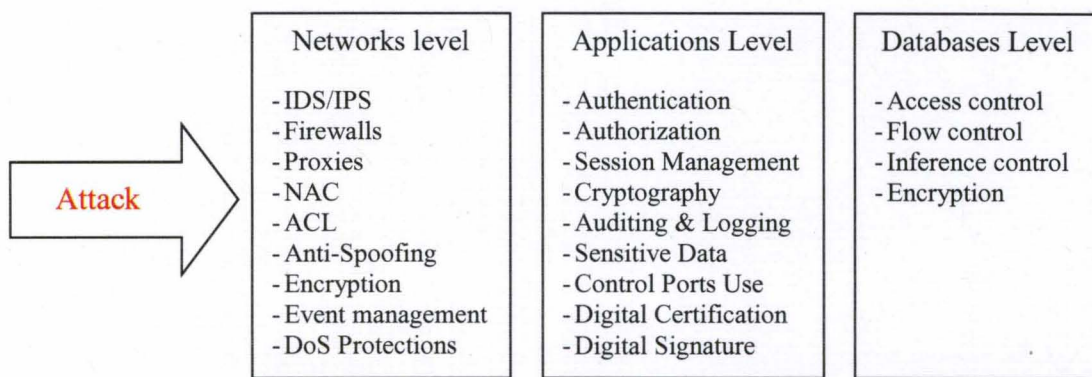 Attack
Networks level
- IDS/IPS
- Firewalls
- Proxies
- NAC
- ACL
- Anti-Spoofing
- Encryption
- Event management
- DoS Protections
Applications Level
- Authentication
- Authorization
- Session Management
- Cryptography
- Auditing & Logging
- Sensitive Data
- Control Ports Use
- Digital Certification
- Digital Signature
Databases Level
- Access control
- Flow control
- Inference control
- Encryption